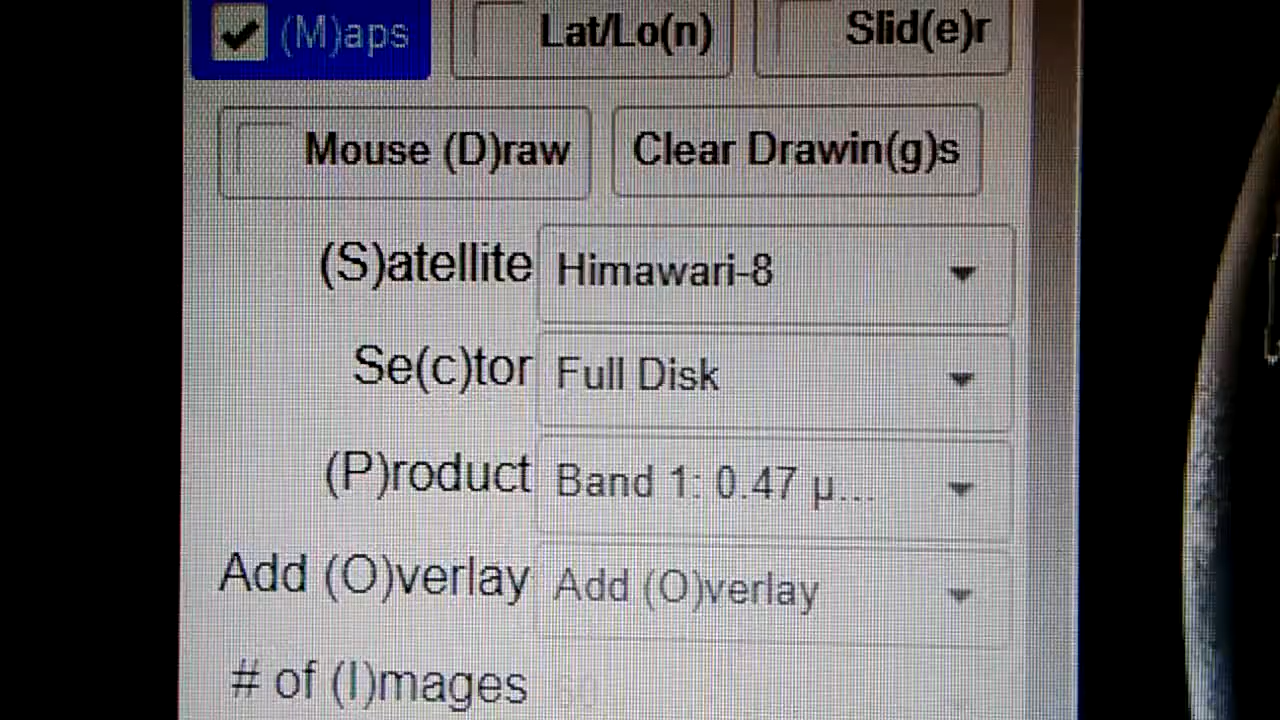 (M)aps Lat/Lo(n) Slid(e)r
Mouse (D)raw Clear Drawin(g)s
(S)atellite Himawari-8
Se(c)tor Full Disk
(P)roduct Band 1: 0.47 µ...
Add (O)verlay Add (O)verlay
# of (I)mages